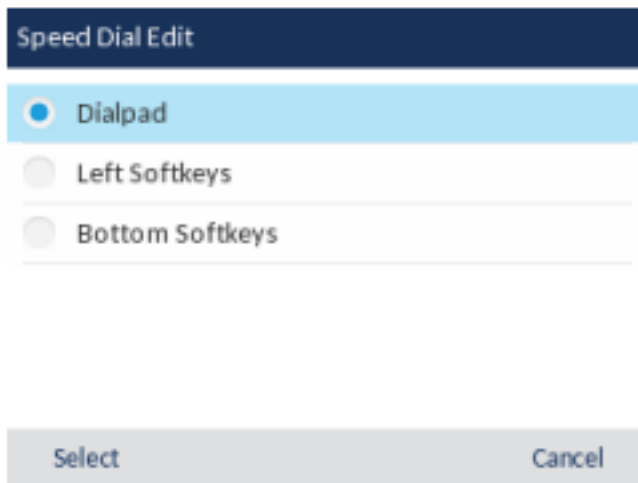 Speed Dial Edit
Dialpad
Left Softkeys
Bottom Softkeys
Select Cancel